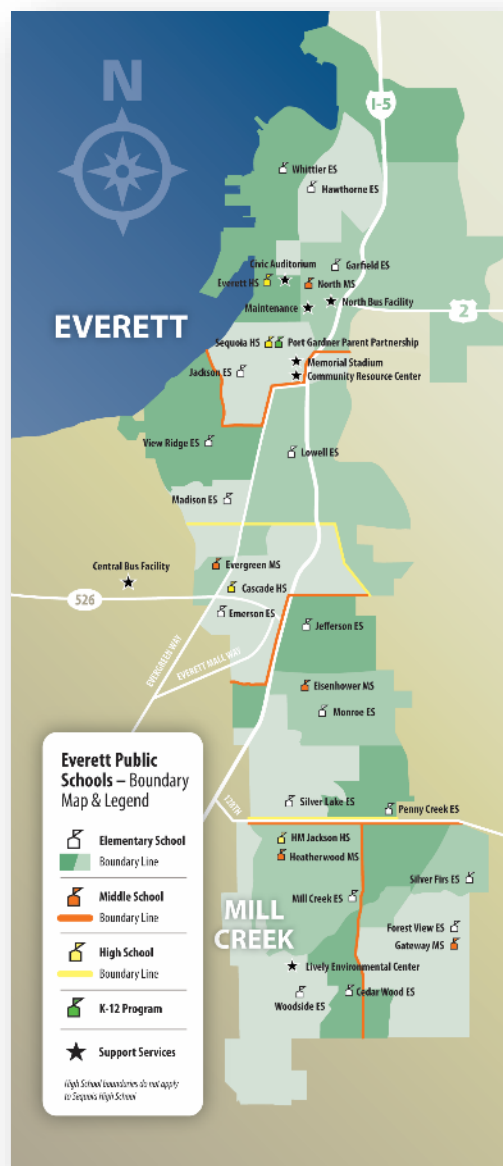 N
I-5
Whittier ES
Hawthorne ES
Civic Auditorium
Garfield ES
Everett HS
North MS
Maintenance
North Bus Facility
EVERETT
2
Sequoia HS
Port Gardner Parent Partnership
Memorial Stadium
Jackson ES
Community Resource Center
View Ridge ES
Lowell ES
Madison ES
Central Bus Facility
Evergreen MS
Cascade HS
526
Emerson ES
Jefferson ES
EVERGREEN WAY
EVERETT MALL WAY
Eisenhower MS
Monroe ES
Silver Lake ES
Penny Creek ES
128TH
HM Jackson HS
Heatherwood MS
Silver Firs ES
Mill Creek ES
MILL
CREEK
Forest View ES
Gateway MS
Lively Environmental Center
Cedar Wood ES
Woodside ES
Everett Public
Schools – Boundary
Map & Legend
Elementary School
Boundary Line
Middle School
Boundary Line
High School
Boundary Line
K-12 Program
Support Services
High School boundaries do not apply
to Sequoia High School